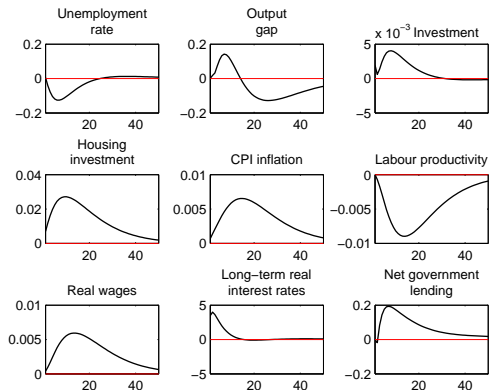 Unemployment
rate
0.2
0
−0.2
20 40
Output
gap
0.2
0
−0.2
20 40
x 10−3 Investment
5
0
−5
20 40
Housing
investment
0.04
0.02
0
20 40
CPI inflation
0.01
0.005
0
20 40
Labour productivity
0
−0.005
−0.01
20 40
Real wages
0.01
0.005
0
20 40
Long−term real
interest rates
5
0
−5
20 40
Net government
lending
0.2
0
−0.2
20 40